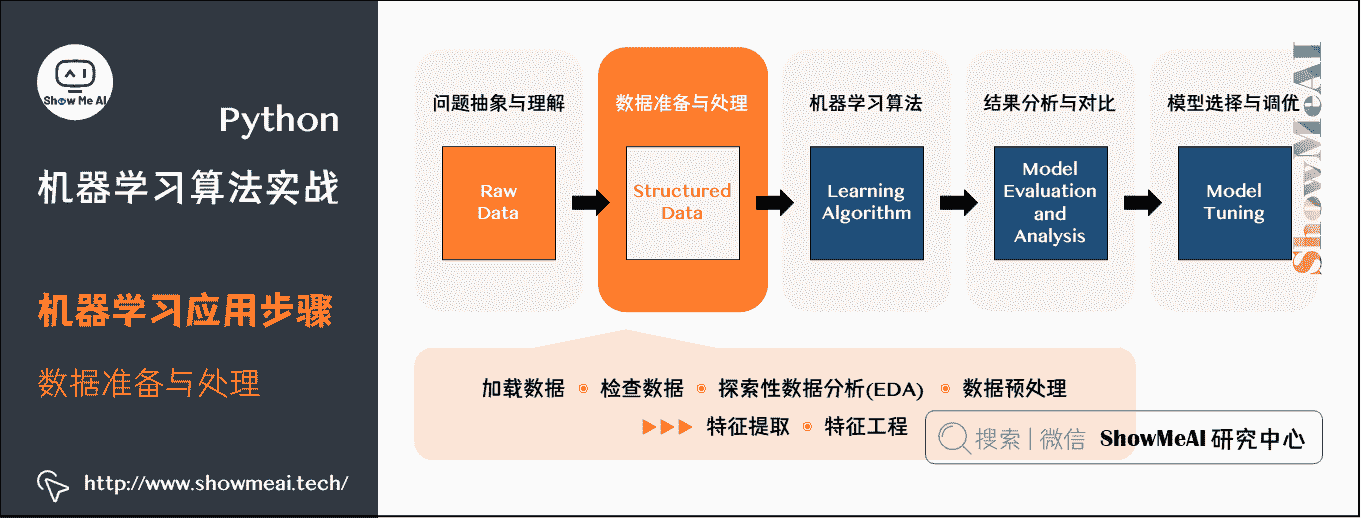 Show Me AI
Python
机器学习算法实战
机器学习应用步骤
数据准备与处理
http://www.showmeai.tech/
问题抽象与理解
Raw
Data
数据准备与处理
Structured
Data
机器学习算法
Learning
Algorithm
结果分析与对比
Model
Evaluation
and
Analysis
模型选择与调优
Model
Tuning
ShowMeAI
加载数据 检查数据 探索性数据分析(EDA) 数据预处理
特征提取 特征工程
搜索 | 微信 ShowMeAI 研究中心